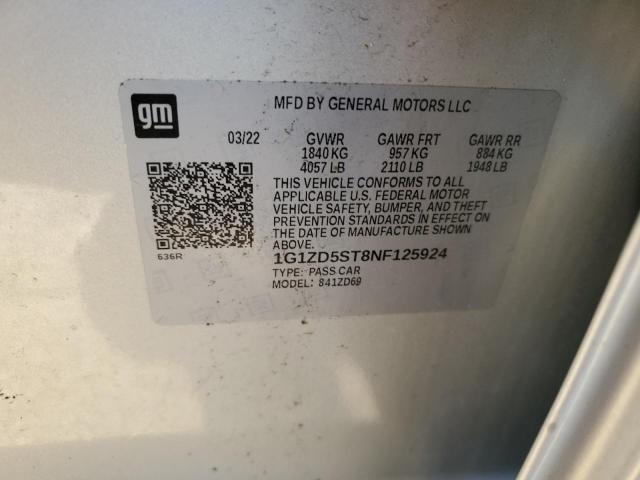 gm
MFD BY GENERAL MOTORS LLC
03/22 GVWR GAWR FRT GAWR RR
1840 KG 957 KG 884 KG
4057 LB 2110 LB 1948 LB
THIS VEHICLE CONFORMS TO ALL
APPLICABLE U.S. FEDERAL MOTOR
VEHICLE SAFETY, BUMPER, AND THEFT
PREVENTION STANDARDS IN EFFECT ON
THE DATE OF MANUFACTURE SHOWN
ABOVE.
636R
1G1ZD5ST8NF125924
TYPE: PASS CAR
MODEL: 841ZD69